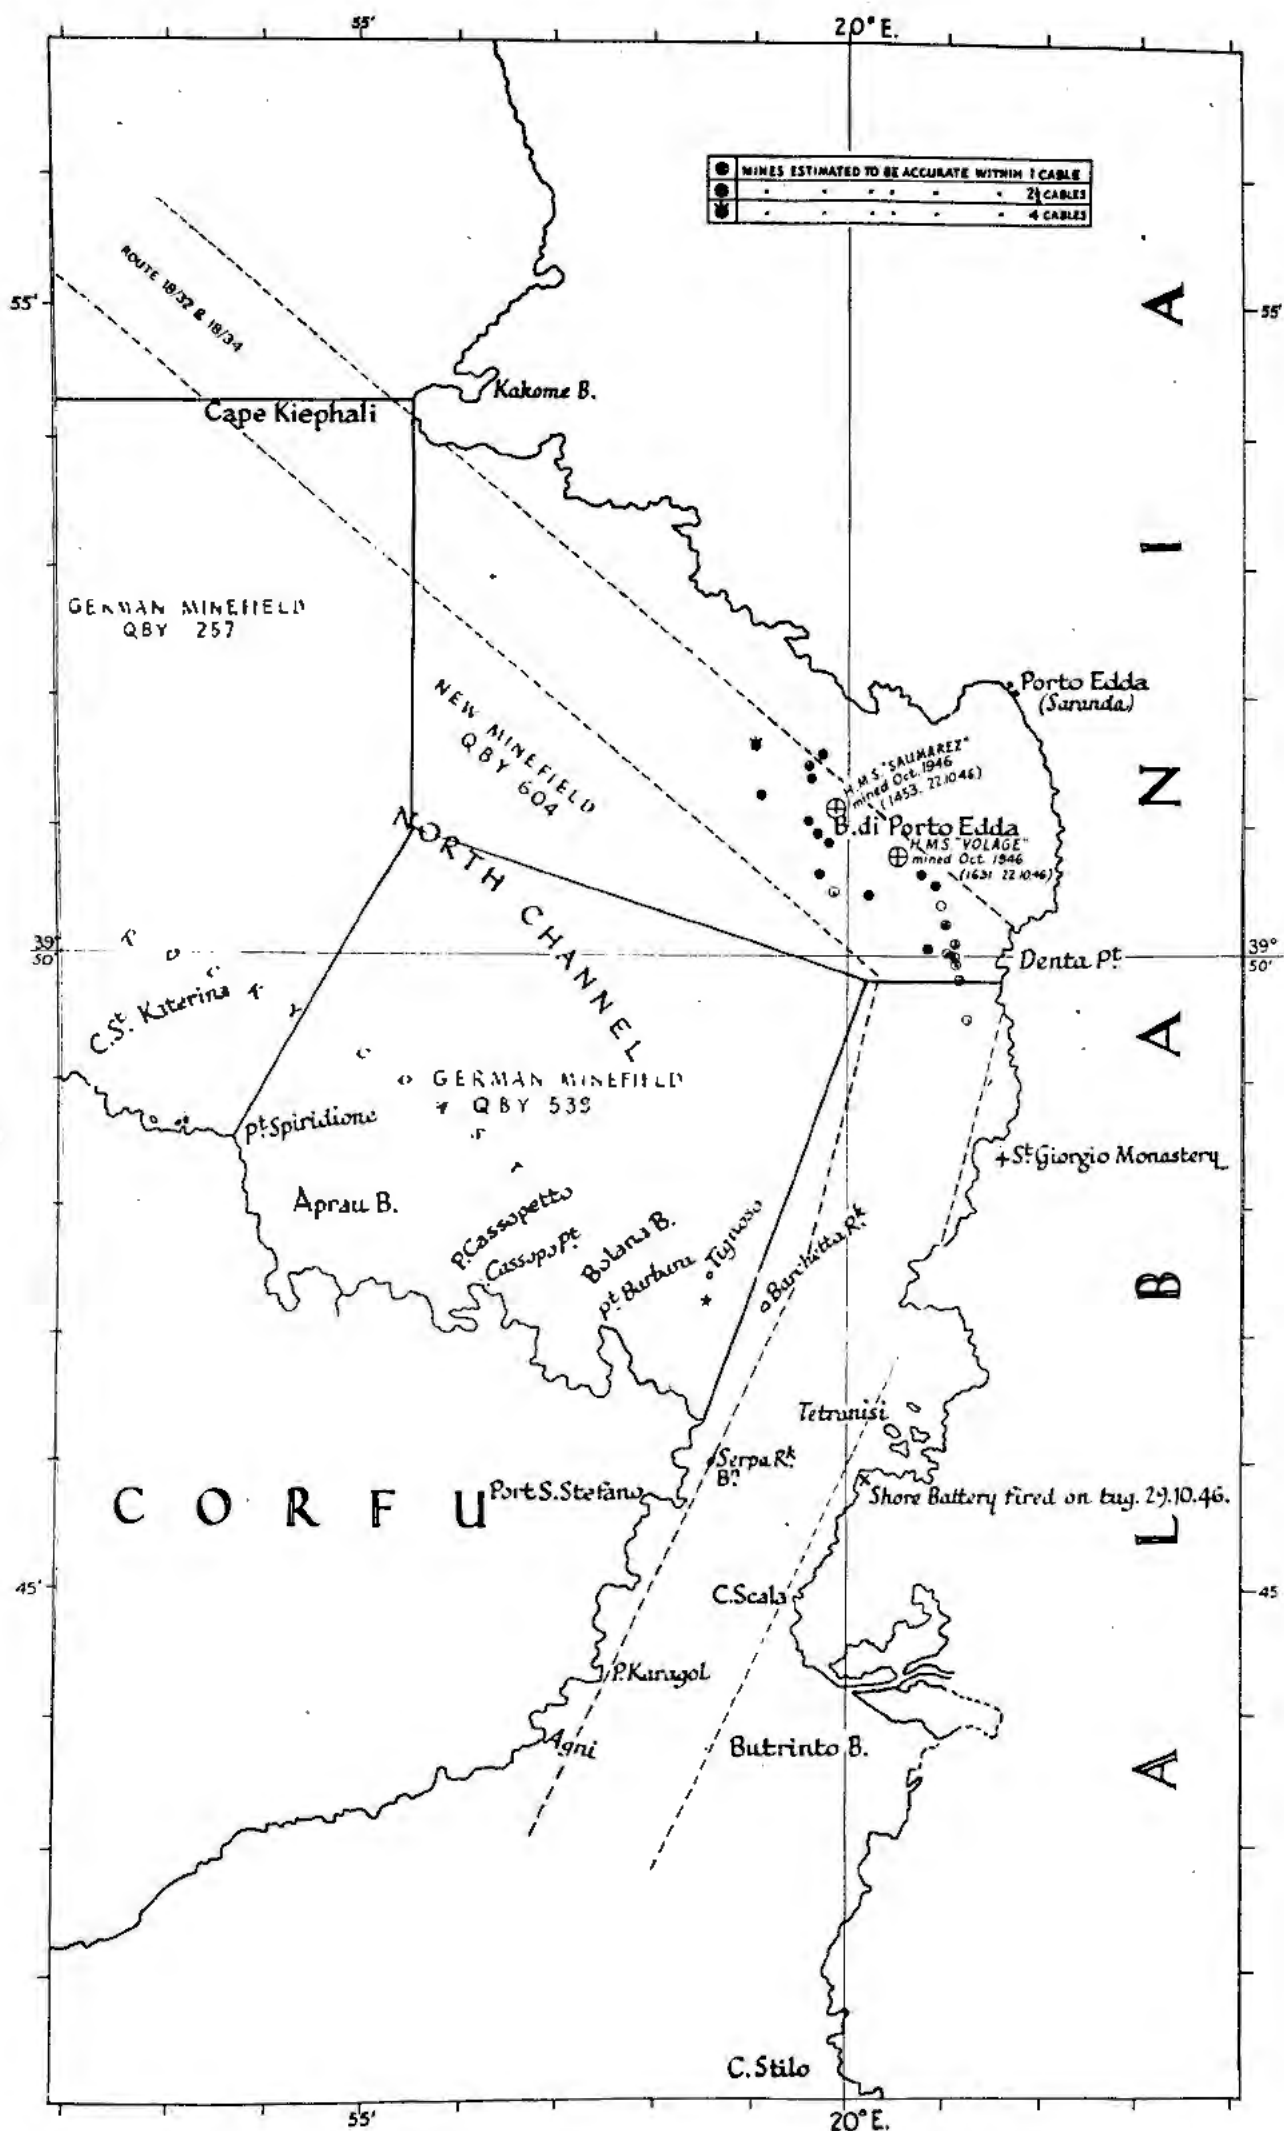 55'
20° E.
MINES ESTIMATED TO BE ACCURATE WITHIN 1 CABLE
" " " " " " 2½ CABLES
" " " " " " 4 CABLES
ROUTE 18/32 & 18/34
55'
55'
Kakome B.
Cape Kiephali
GERMAN MINEFIELD
QBY 257
NEW MINEFIELD
QBY 604
Porto Edda
(Saranda)
H.M.S. "SAUMAREZ"
mined Oct. 1946
(1453. 22.10.46)
B. di Porto Edda
H.M.S. "VOLAGE"
mined Oct. 1946
(1631 22.10.46)
NORTH CHANNEL
39°
50'
39°
50'
Denta Pt.
C. St. Katerina
GERMAN MINEFIELD
QBY 539
pt. Spiridione
St. Giorgio Monastery
Aprau B.
P. Cassopetto
Cassopo Pt.
Bolana B.
pt. Barbara
Tignoso
Barchetta Rk.
Tetranisi
Serpa Rk.
Bn.
Port S. Stefano
Shore Battery fired on tug. 29.10.46.
CORFU
ALBANIA
45'
45
C. Scala
P. Karagol
Agni
Butrinto B.
C. Stilo
55'
20° E.